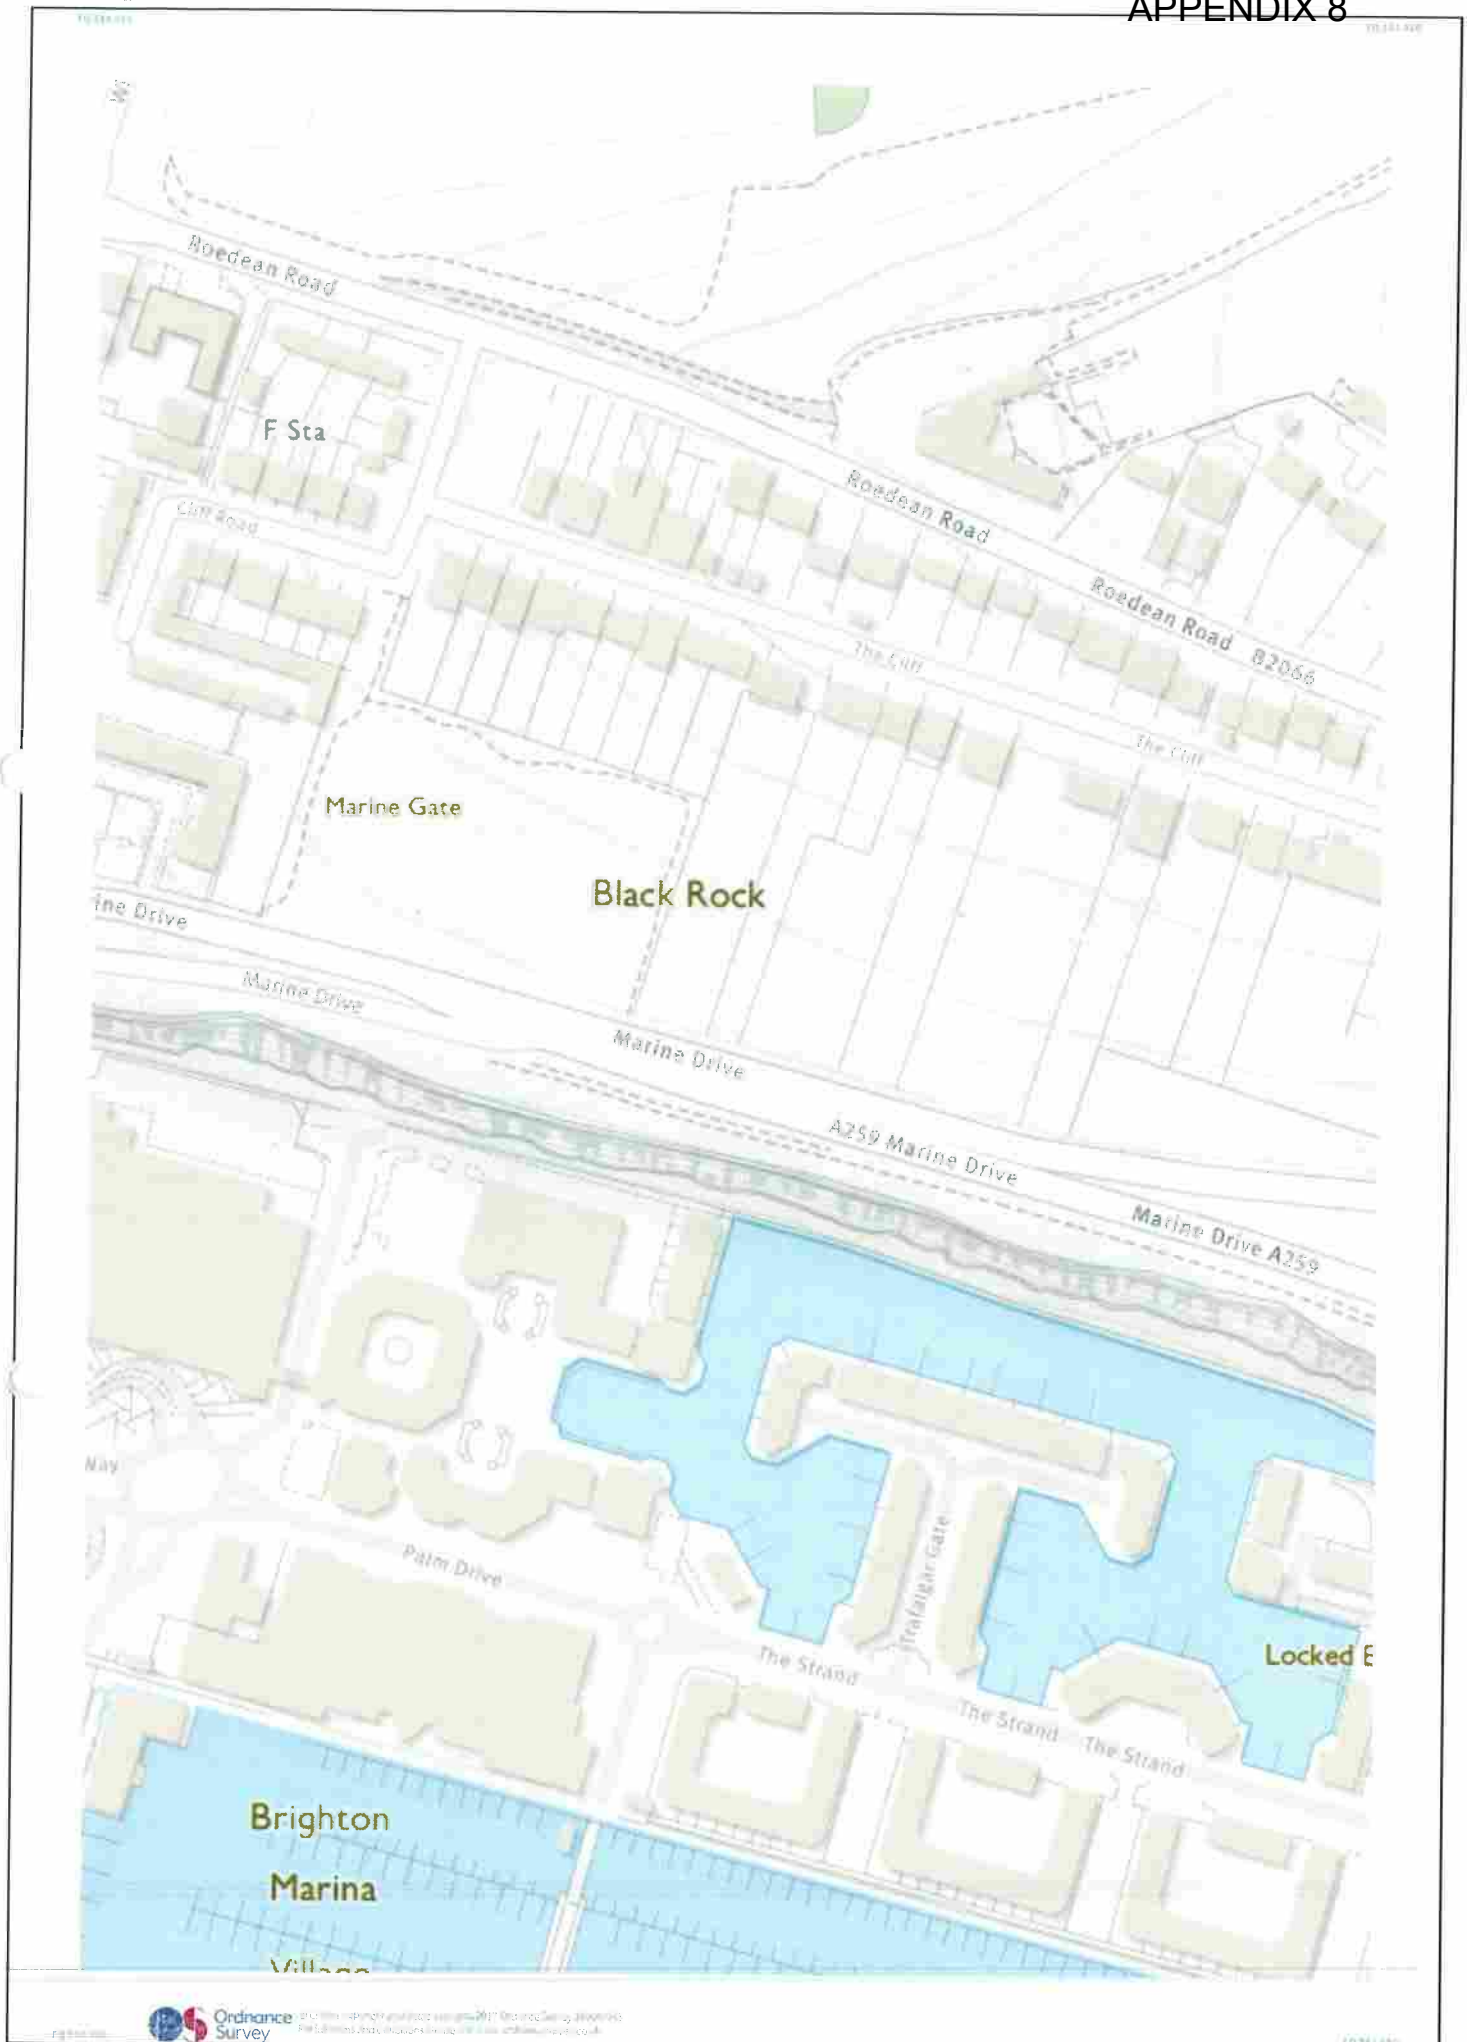 APPENDIX 8
Roedean Road
F Sta
Roedean Road
Cliff Road
Roedean Road B2066
The Cliff
The Cliff
Marine Gate
Black Rock
ine Drive
Marine Drive
Marine Drive
A259 Marine Drive
Marine Drive A259
Way
Palm Drive
Trafalgar Gate
The Strand
Locked B
The Strand
The Strand
Brighton
Marina
Village
Ordnance
Survey